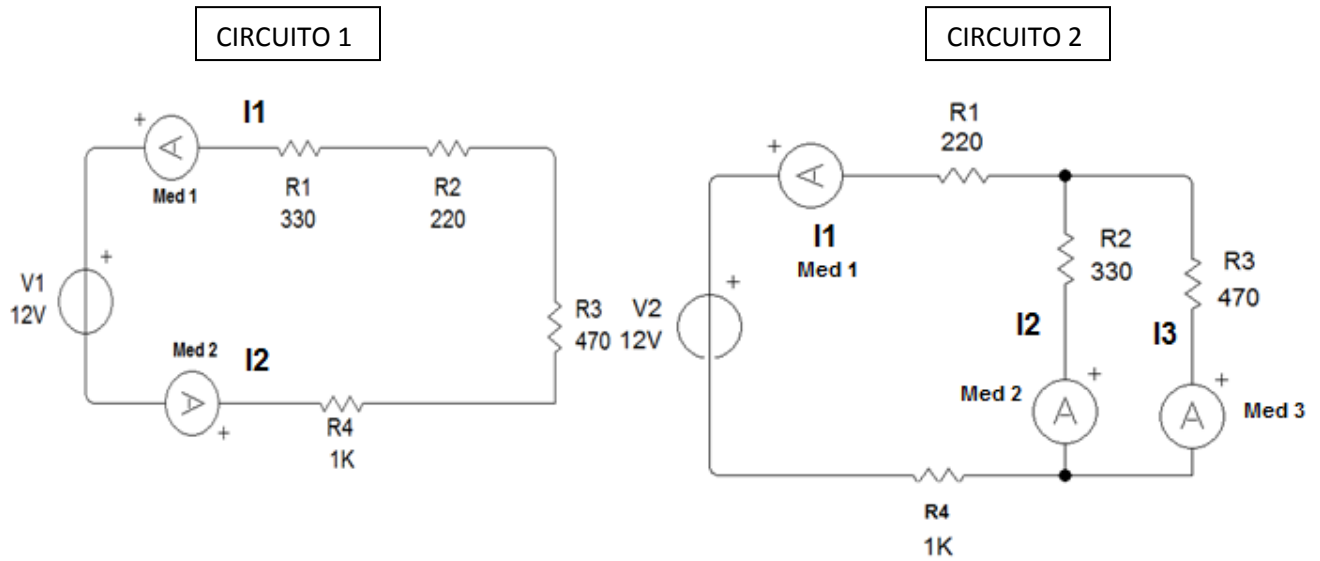 CIRCUITO 1
+
I1
A
Med 1
R1
330
R2
220
+
V1
12V
R3
470
Med 2
I2
A
+
R4
1K
CIRCUITO 2
R1
220
+
A
I1
Med 1
R2
330
R3
470
+
V2
12V
I2
I3
+
Med 2
A
+
A
Med 3
R4
1K